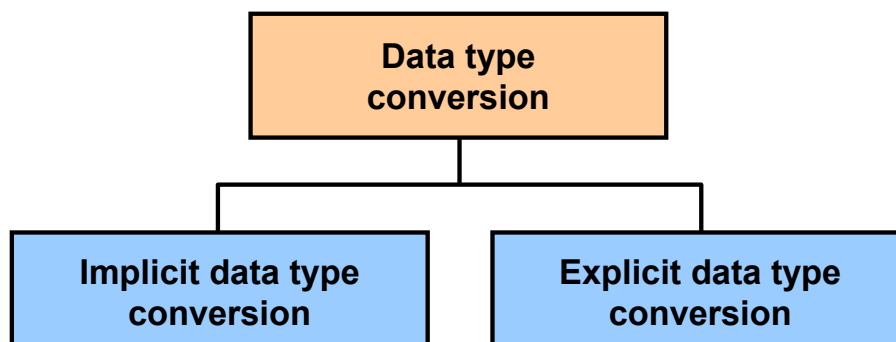 Data type
conversion
Implicit data type
conversion
Explicit data type
conversion